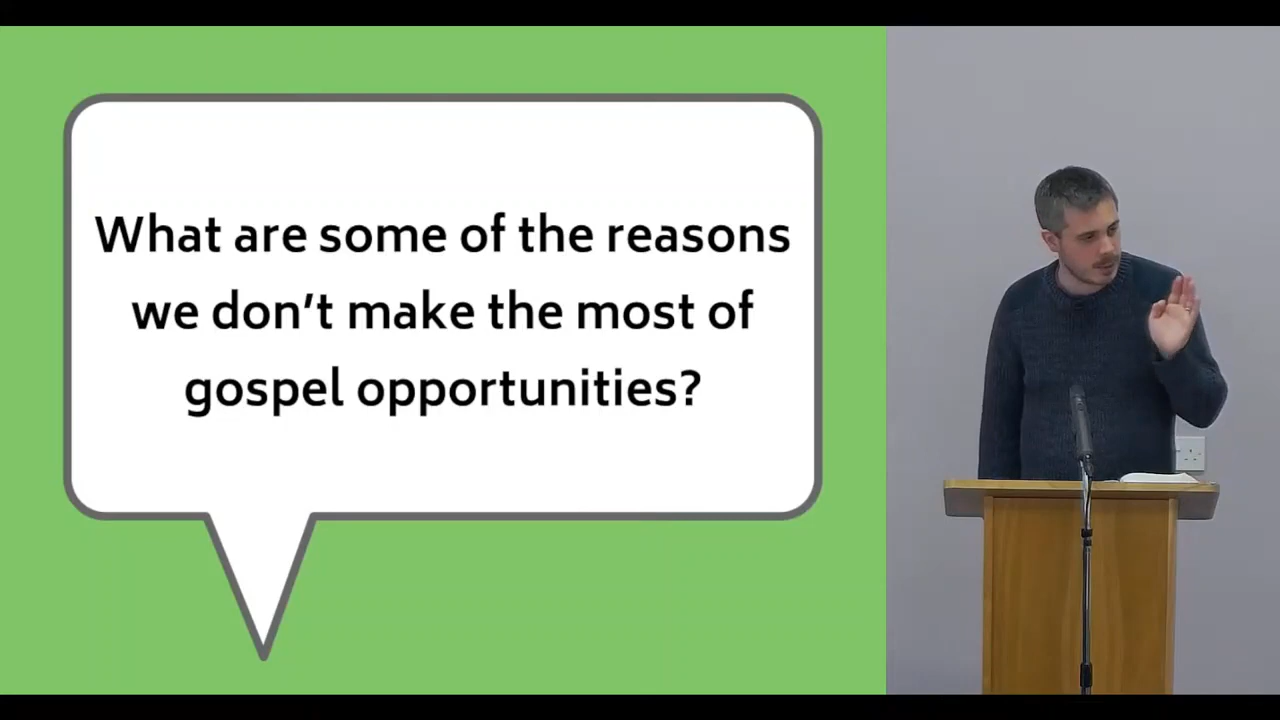 What are some of the reasons
we don’t make the most of
gospel opportunities?